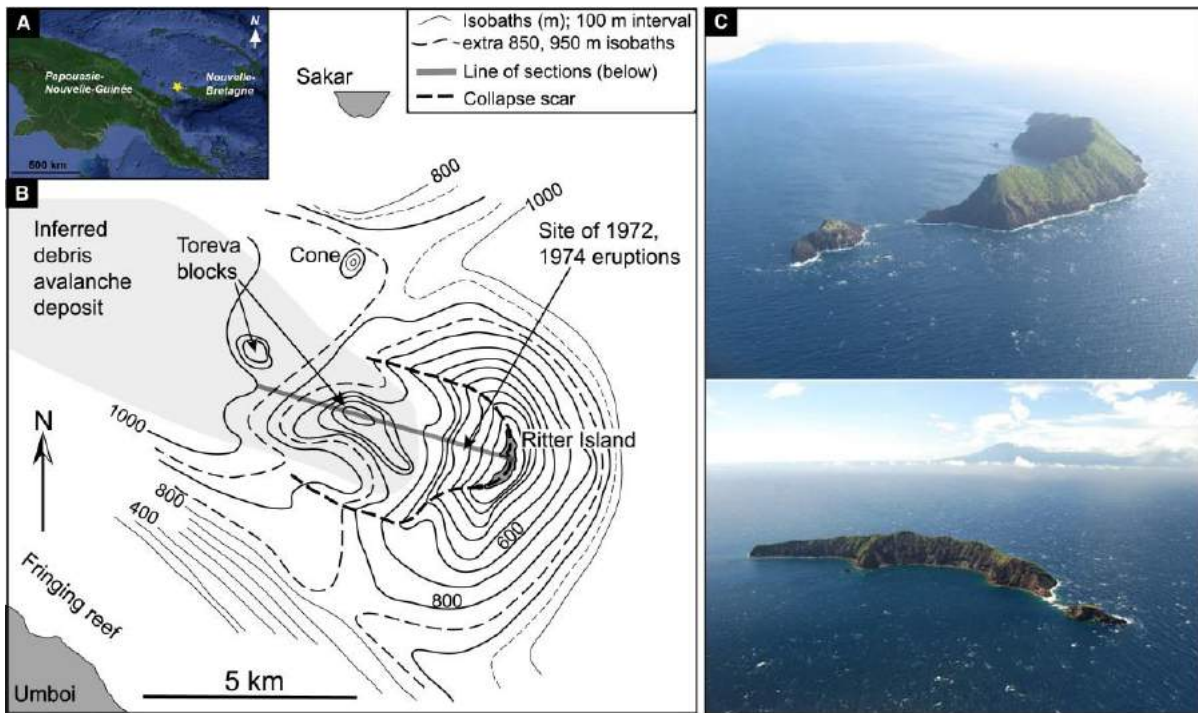 A
N
Papouasie-
Nouvelle-Guinée
Nouvelle-
Bretagne
500 km
Isobaths (m); 100 m interval
extra 850, 950 m isobaths
Line of sections (below)
Collapse scar
Sakar
B
Inferred
debris
avalanche
deposit
Toreva
blocks
Cone
800
1000
Site of 1972,
1974 eruptions
Ritter Island
N
1000
800
400
600
800
Fringing reef
Umboi
5 km
C